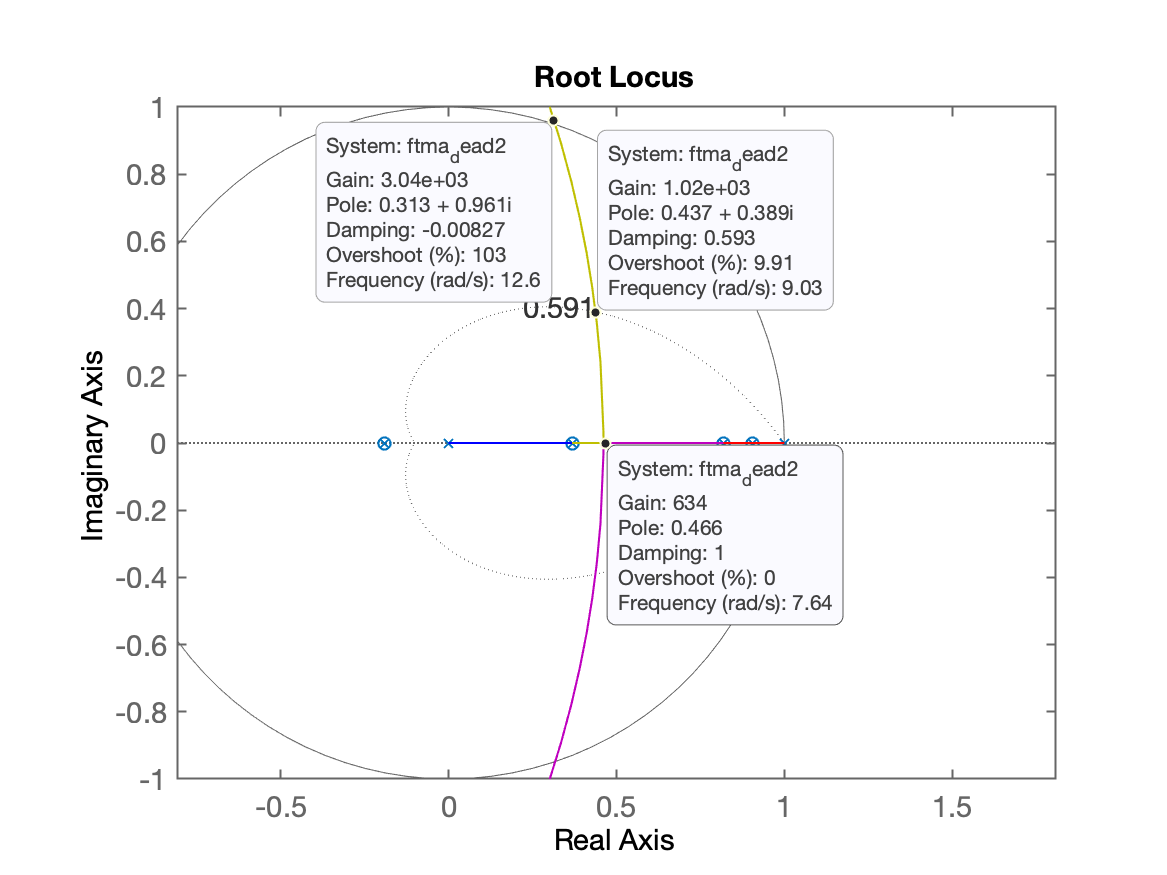 Root Locus
Imaginary Axis
1
0.8
0.6
0.4
0.2
0
-0.2
-0.4
-0.6
-0.8
-1
System: ftma_dead2
Gain: 3.04e+03
Pole: 0.313 + 0.961i
Damping: -0.00827
Overshoot (%): 103
Frequency (rad/s): 12.6
System: ftma_dead2
Gain: 1.02e+03
Pole: 0.437 + 0.389i
Damping: 0.593
Overshoot (%): 9.91
Frequency (rad/s): 9.03
0.591
System: ftma_dead2
Gain: 634
Pole: 0.466
Damping: 1
Overshoot (%): 0
Frequency (rad/s): 7.64
-0.5 0 0.5 1 1.5
Real Axis